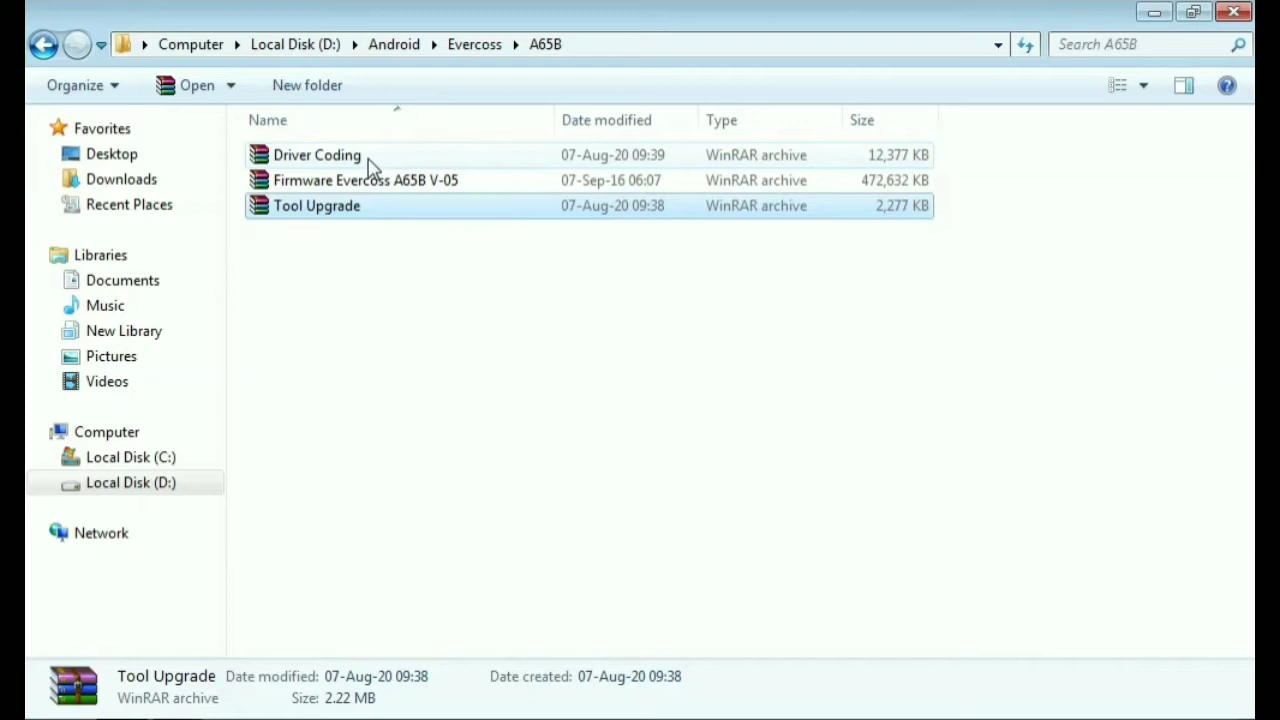 Computer Local Disk (D:) Android Evercoss A65B Search A65B
Organize Open New folder
Name Date modified Type Size
Driver Coding 07-Aug-20 09:39 WinRAR archive 12,377 KB
Firmware Evercoss A65B V-05 07-Sep-16 06:07 WinRAR archive 472,632 KB
Tool Upgrade 07-Aug-20 09:38 WinRAR archive 2,277 KB
Favorites
Desktop
Downloads
Recent Places
Libraries
Documents
Music
New Library
Pictures
Videos
Computer
Local Disk (C:)
Local Disk (D:)
Network
Tool Upgrade Date modified: 07-Aug-20 09:38 Date created: 07-Aug-20 09:38
WinRAR archive Size: 2.22 MB